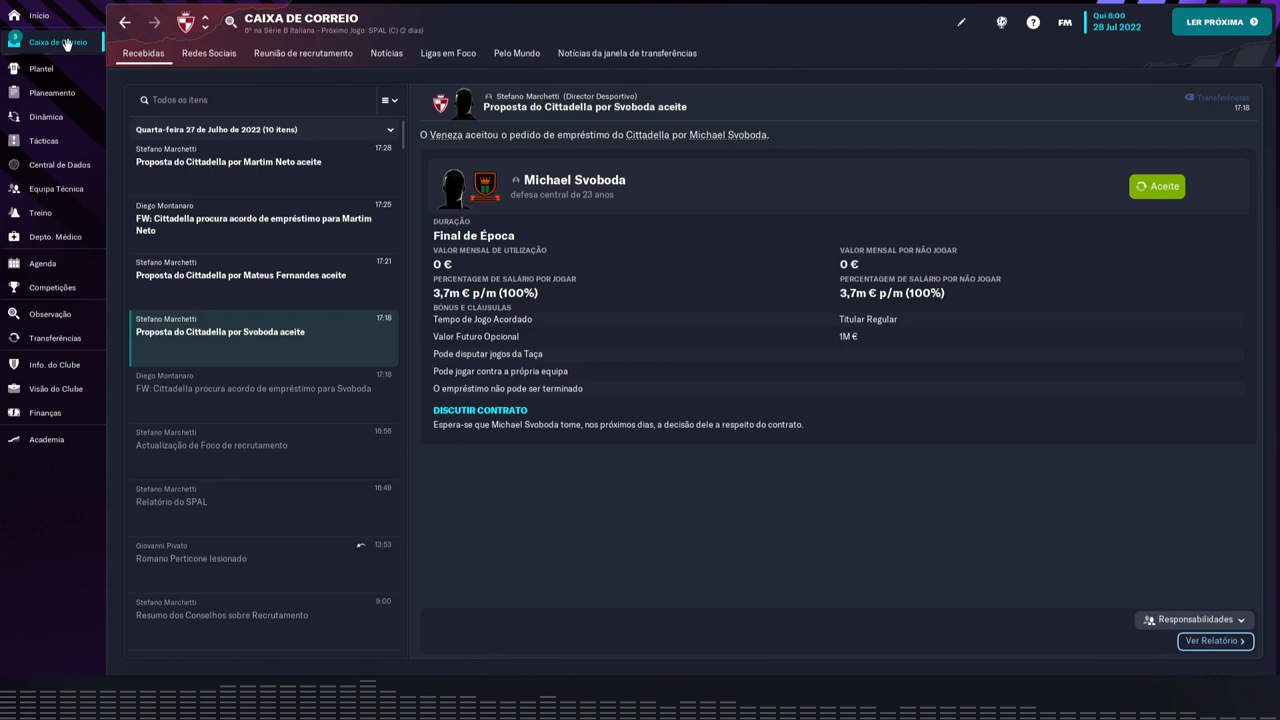 Início
3
Caixa de Correio
Plantel
Planeamento
Dinâmica
Tácticas
Central de Dados
Equipa Técnica
Treino
Depto. Médico
Agenda
Competições
Observação
Transferências
Info. do Clube
Visão do Clube
Finanças
Academia
CAIXA DE CORREIO
6º na Série B Italiana - Próximo Jogo: SPAL (C) (2 dias)
FM
Qui 8:00
28 Jul 2022
LER PRÓXIMA
Recebidas
Redes Sociais
Reunião de recrutamento
Notícias
Ligas em Foco
Pelo Mundo
Notícias da janela de transferências
Todos os itens
Quarta-feira 27 de Julho de 2022 (10 itens)
Stefano Marchetti 17:28
Proposta do Cittadella por Martim Neto aceite
Diego Montanaro 17:25
FW: Cittadella procura acordo de empréstimo para Martim
Neto
Stefano Marchetti 17:21
Proposta do Cittadella por Mateus Fernandes aceite
Stefano Marchetti 17:18
Proposta do Cittadella por Svoboda aceite
Diego Montanaro 17:18
FW: Cittadella procura acordo de empréstimo para Svoboda
Stefano Marchetti 16:56
Actualização de Foco de recrutamento
Stefano Marchetti 16:49
Relatório do SPAL
Giovanni Pivato 13:53
Romano Perticone lesionado
Stefano Marchetti 9:00
Resumo dos Conselhos sobre Recrutamento
Stefano Marchetti (Director Desportivo)
Proposta do Cittadella por Svoboda aceite
Transferências
17:18
O Veneza aceitou o pedido de empréstimo do Cittadella por Michael Svoboda.
Michael Svoboda
defesa central de 23 anos
Aceite
DURAÇÃO
Final de Época
VALOR MENSAL DE UTILIZAÇÃO
VALOR MENSAL POR NÃO JOGAR
0 €
0 €
PERCENTAGEM DE SALÁRIO POR JOGAR
PERCENTAGEM DE SALÁRIO POR NÃO JOGAR
3,7m € p/m (100%)
3,7m € p/m (100%)
BÓNUS E CLÁUSULAS
Tempo de Jogo Acordado
Titular Regular
Valor Futuro Opcional
1M €
Pode disputar jogos da Taça
Pode jogar contra a própria equipa
O empréstimo não pode ser terminado
DISCUTIR CONTRATO
Espera-se que Michael Svoboda tome, nos próximos dias, a decisão dele a respeito do contrato.
Responsabilidades
Ver Relatório